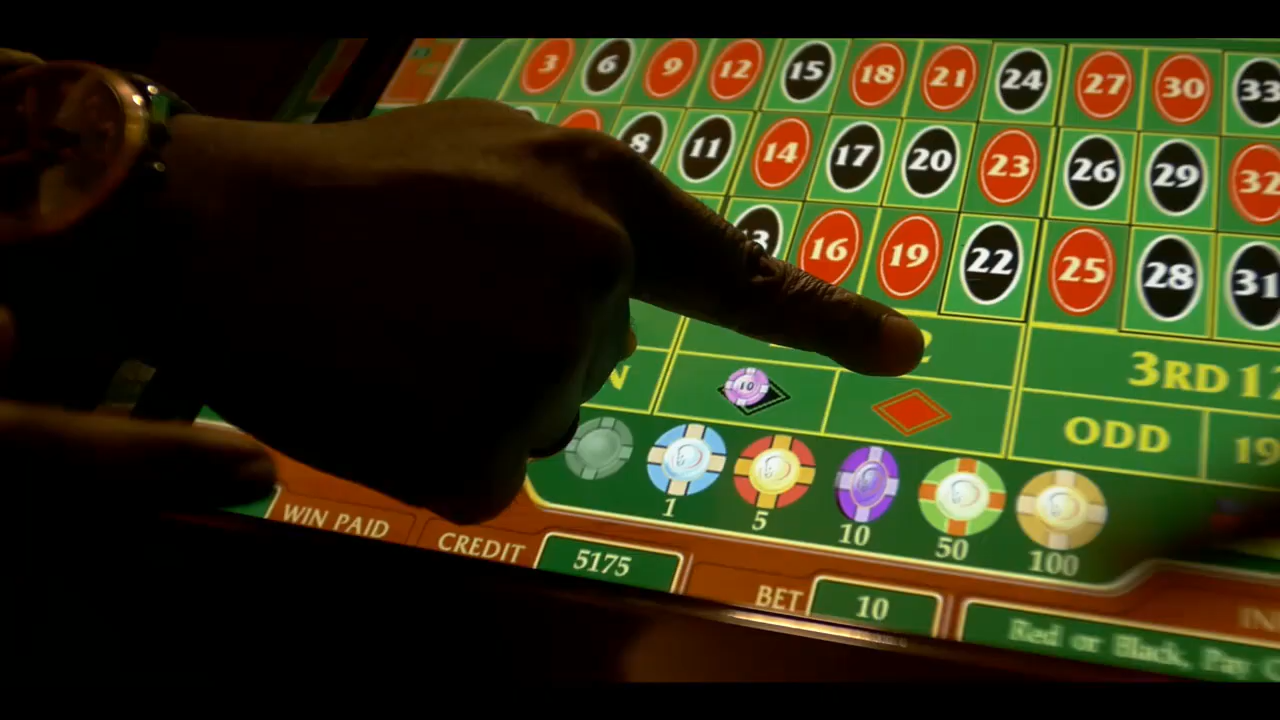 3 6 9 12 15 18 21 24 27 30 33
8 11 14 17 20 23 26 29 32
16 19 22 25 28 31
3RD 12
10
ODD
1 5 10 50 100
WIN PAID
CREDIT 5175
BET 10
Red or Black, Pay